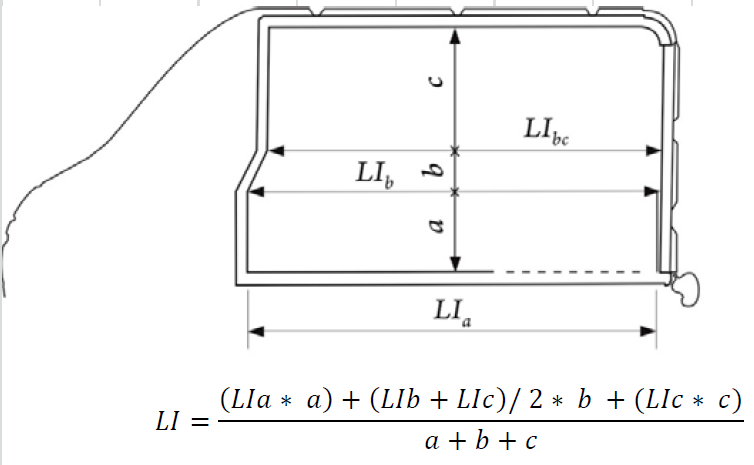 c
LI_bc
LI_b b
a
LI_a
LI = (LIa * a) + (LIb + LIc)/ 2 * b + (LIc * c) / a + b + c